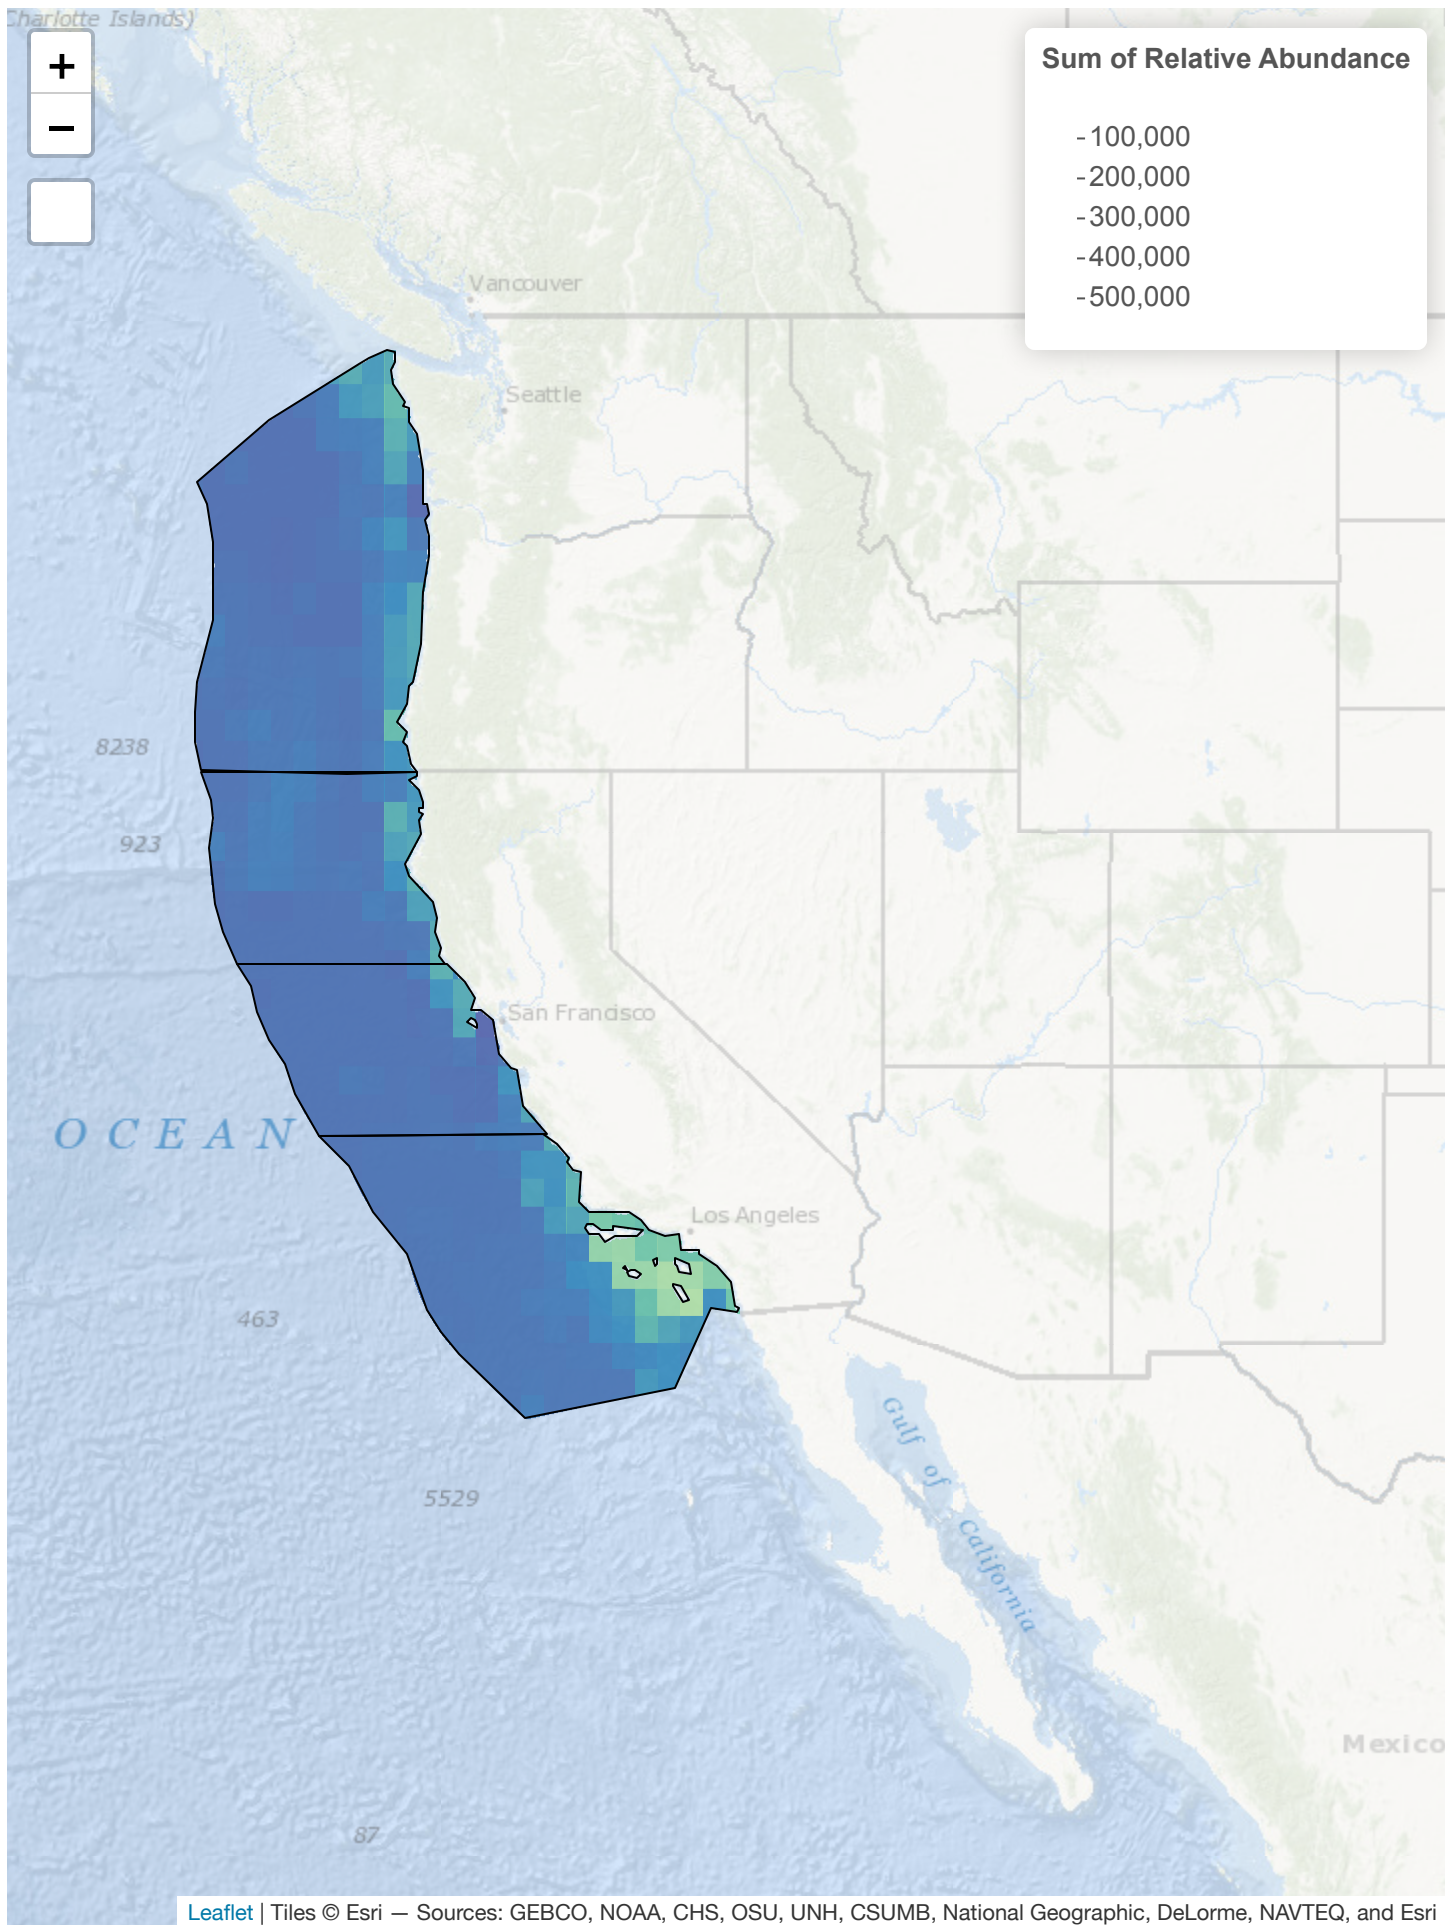 Charlotte Islands)
+
−
Sum of Relative Abundance
-100,000
-200,000
-300,000
-400,000
-500,000
Vancouver
Seattle
8238
923
San Francisco
OCEAN
Los Angeles
463
Gulf of California
5529
Mexico
87
Leaflet | Tiles © Esri — Sources: GEBCO, NOAA, CHS, OSU, UNH, CSUMB, National Geographic, DeLorme, NAVTEQ, and Esri